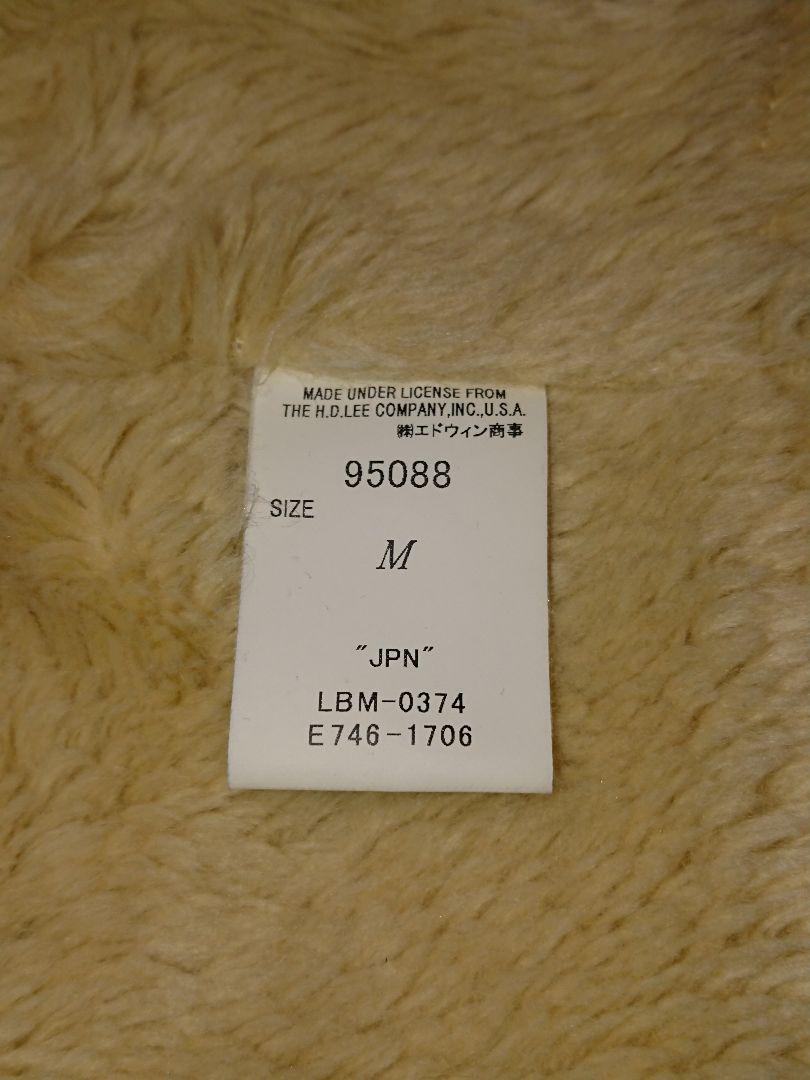 MADE UNDER LICENSE FROM
THE H.D.LEE COMPANY,INC.,U.S.A.
㈱エドウィン商事
95088
SIZE
M
"JPN"
LBM-0374
E746-1706